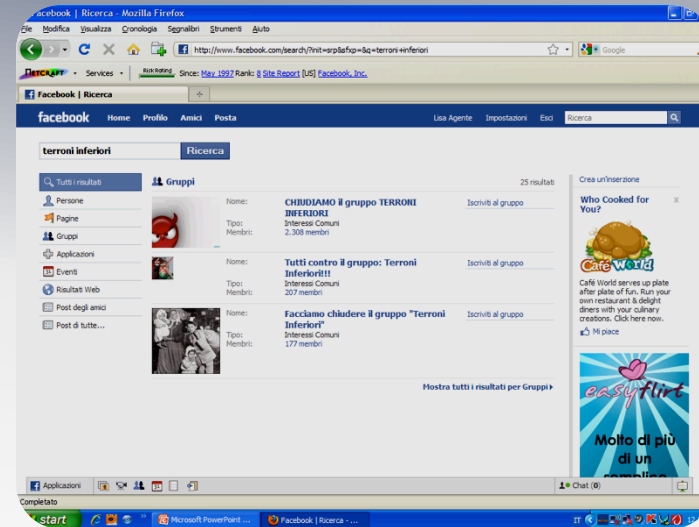 Facebook | Ricerca - Mozilla Firefox
File Modifica Visualizza Cronologia Segnalibri Strumenti Aiuto
http://www.facebook.com/search/?init=srp&sfxp=&q=terroni+inferiori
Google
NETCRAFT Services Risk Rating Since: May 1997 Rank: 8 Site Report [US] Facebook, Inc.
Facebook | Ricerca
facebook Home Profilo Amici Posta Lisa Agente Impostazioni Esci Ricerca
terroni inferiori Ricerca
Tutti i risultati
Persone
Pagine
Gruppi
Applicazioni
Eventi
Risultati Web
Post degli amici
Post di tutte...
Gruppi 25 risultati
Nome: CHIUDIAMO il gruppo TERRONI INFERIORI Iscriviti al gruppo
Tipo: Interessi Comuni
Membri: 2.308 membri
Nome: Tutti contro il gruppo: Terroni Inferiori!!! Iscriviti al gruppo
Tipo: Interessi Comuni
Membri: 207 membri
Nome: Facciamo chiudere il gruppo "Terroni Inferiori" Iscriviti al gruppo
Tipo: Interessi Comuni
Membri: 177 membri
Mostra tutti i risultati per Gruppi
Crea un'inserzione
Who Cooked for You? x
Café World
Café World serves up plate
after plate of fun. Run your
own restaurant & delight
diners with your culinary
creations. Click here now.
Mi piace
easyflirt
Molto di più
di un
semplice
Applicazioni
Chat (0)
Completato
start Microsoft PowerPoint ... Facebook | Ricerca - ... IT